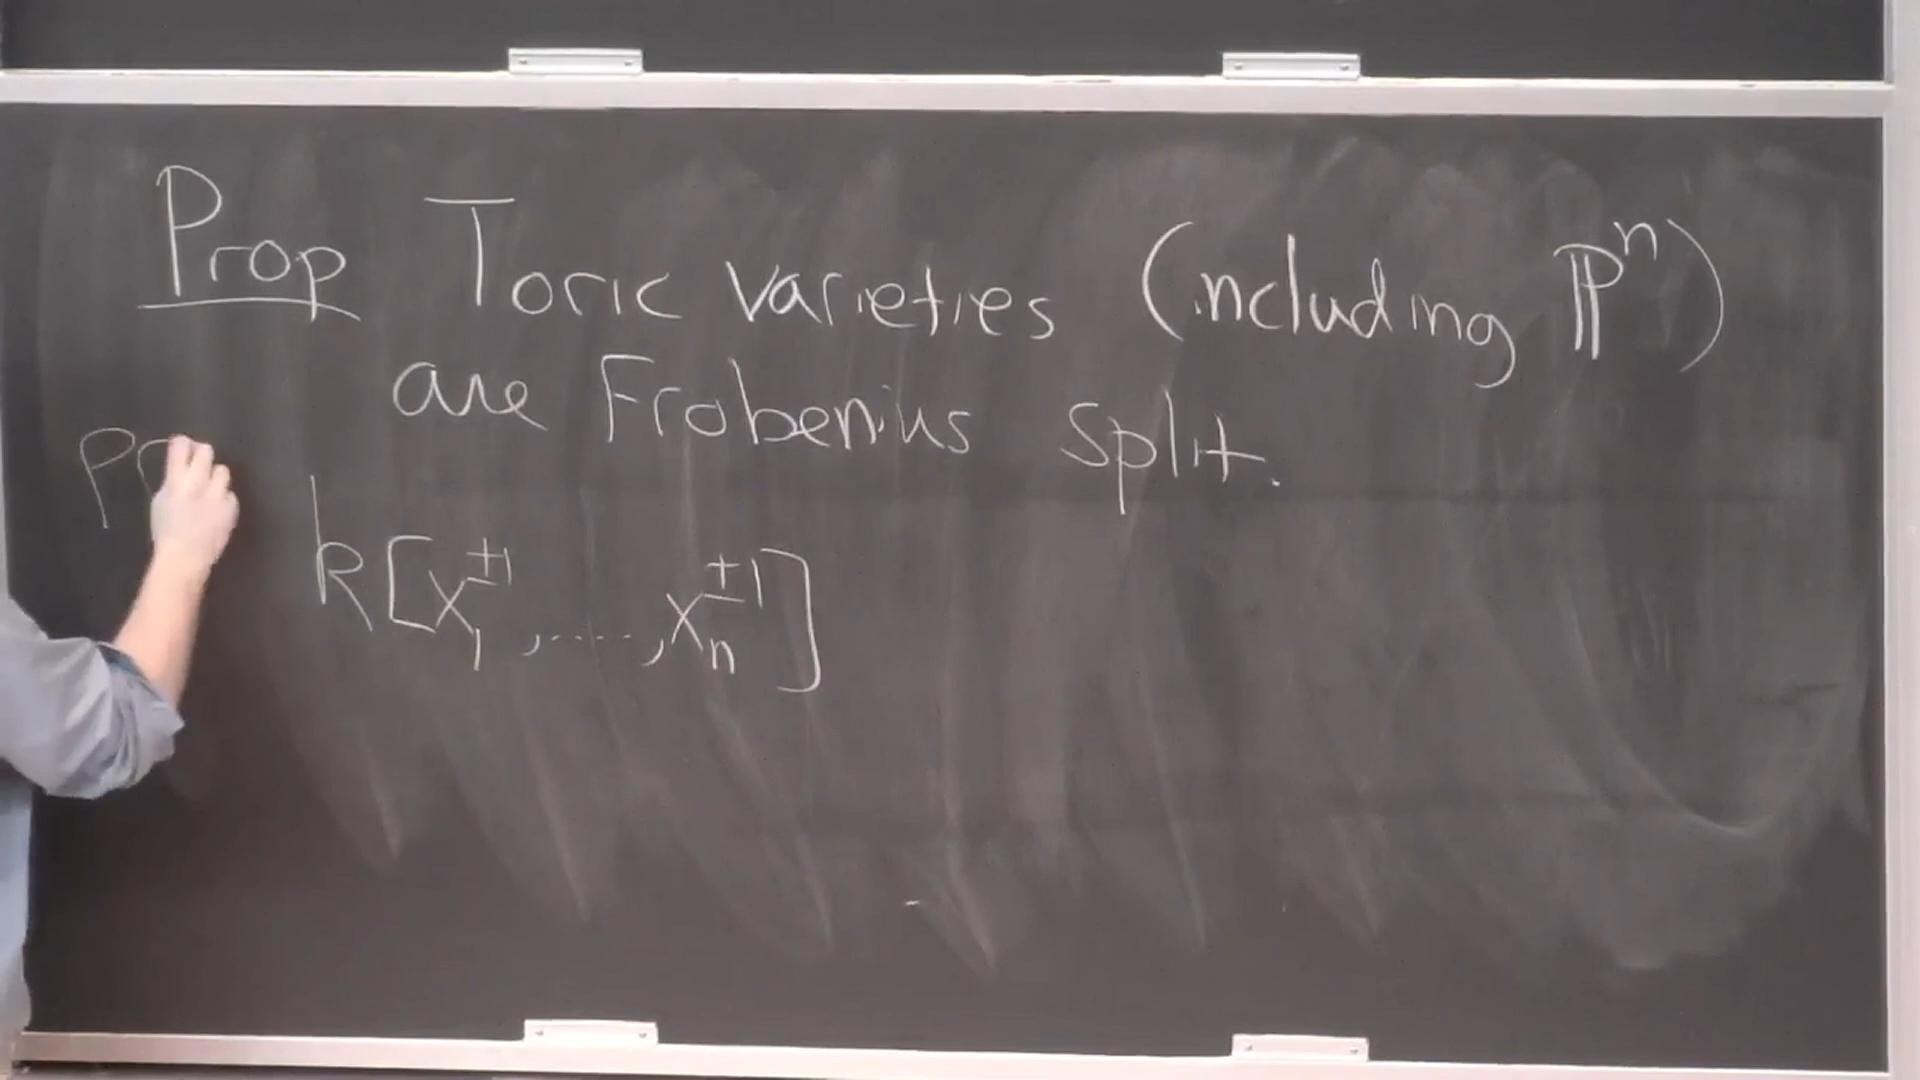 Prop Toric varieties (including ℙⁿ)
are Frobenius split.
k[x₁^{±1},.....,xₙ^{±1}]